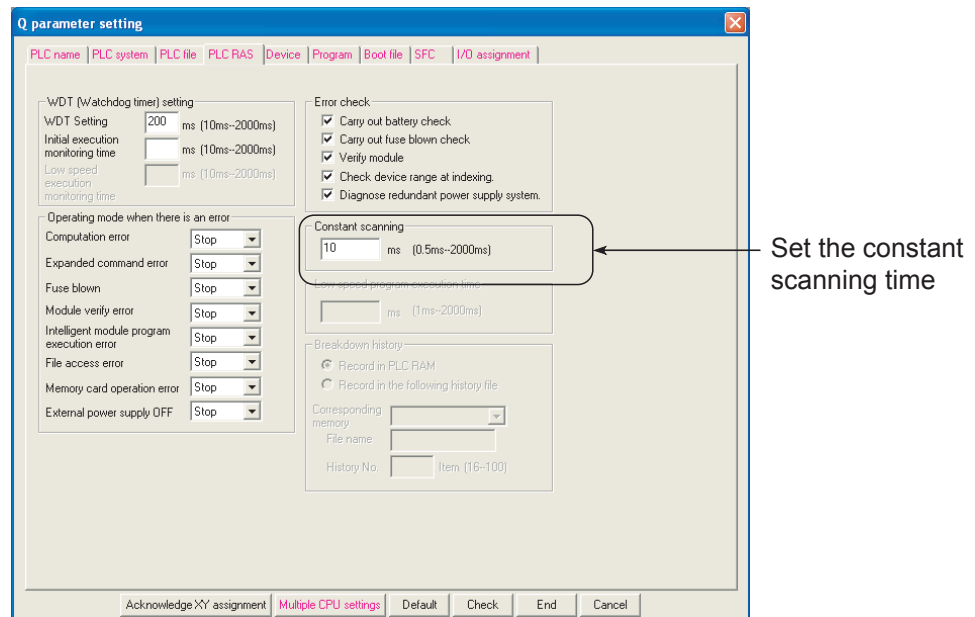 Q parameter setting
PLC name PLC system PLC file PLC RAS Device Program Boot file SFC I/O assignment
WDT (Watchdog timer) setting
WDT Setting 200 ms (10ms--2000ms)
Initial execution
monitoring time ms (10ms--2000ms)
Low speed
execution
monitoring time ms (10ms--2000ms)
Operating mode when there is an error
Computation error Stop
Expanded command error Stop
Fuse blown Stop
Module verify error Stop
Intelligent module program
execution error Stop
File access error Stop
Memory card operation error Stop
External power supply OFF Stop
Error check
Carry out battery check
Carry out fuse blown check
Verify module
Check device range at indexing.
Diagnose redundant power supply system.
Constant scanning
10 ms (0.5ms--2000ms)
Low speed program execution time
ms (1ms--2000ms)
Breakdown history
Record in PLC RAM
Record in the following history file
Corresponding
memory
File name
History No. Item (16--100)
Set the constant
scanning time
Acknowledge XY assignment Multiple CPU settings Default Check End Cancel